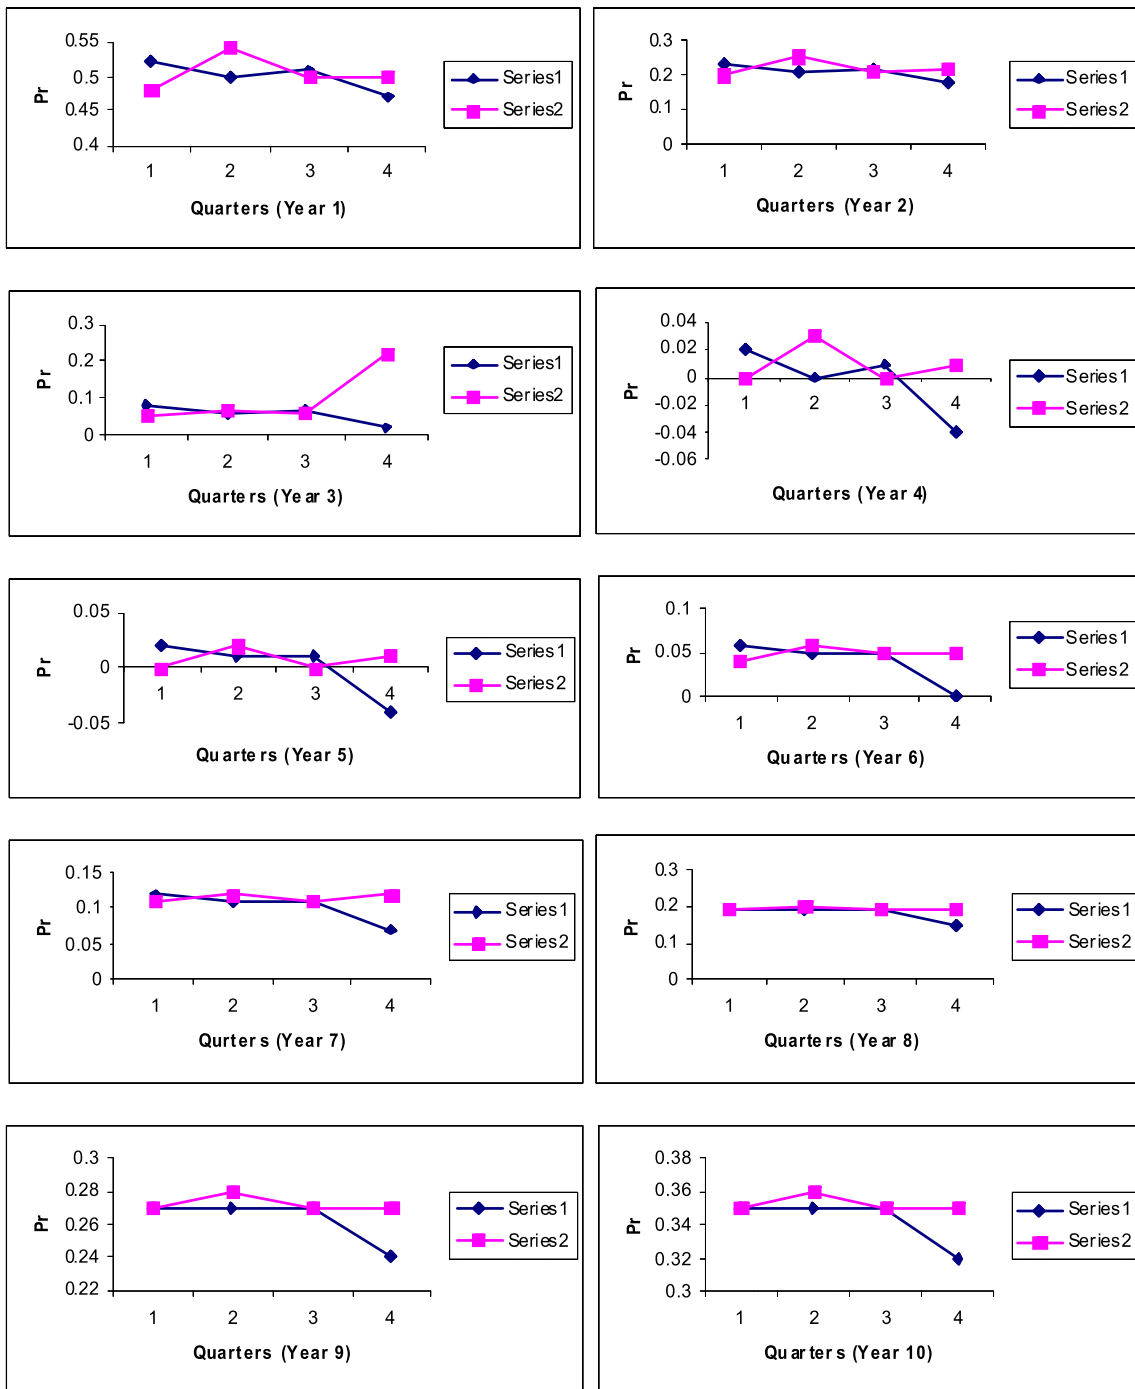 0.55
0.5
0.45
0.4
Pr
1 2 3 4
Quarters (Year 1)
Series1
Series2
0.3
0.2
0.1
0
Pr
1 2 3 4
Quarters (Year 2)
Series1
Series2
0.3
0.2
0.1
0
Pr
1 2 3 4
Quarters (Year 3)
Series1
Series2
0.04
0.02
0
-0.02
-0.04
-0.06
Pr
1 2 3 4
Quarters (Year 4)
Series1
Series2
0.05
0
-0.05
Pr
1 2 3 4
Quarters (Year 5)
Series1
Series2
0.1
0.05
0
Pr
1 2 3 4
Quarters (Year 6)
Series1
Series2
0.15
0.1
0.05
0
Pr
1 2 3 4
Qurters (Year 7)
Series1
Series2
0.3
0.2
0.1
0
Pr
1 2 3 4
Quarters (Year 8)
Series1
Series2
0.3
0.28
0.26
0.24
0.22
Pr
1 2 3 4
Quarters (Year 9)
Series1
Series2
0.38
0.36
0.34
0.32
0.3
Pr
1 2 3 4
Quarters (Year 10)
Series1
Series2